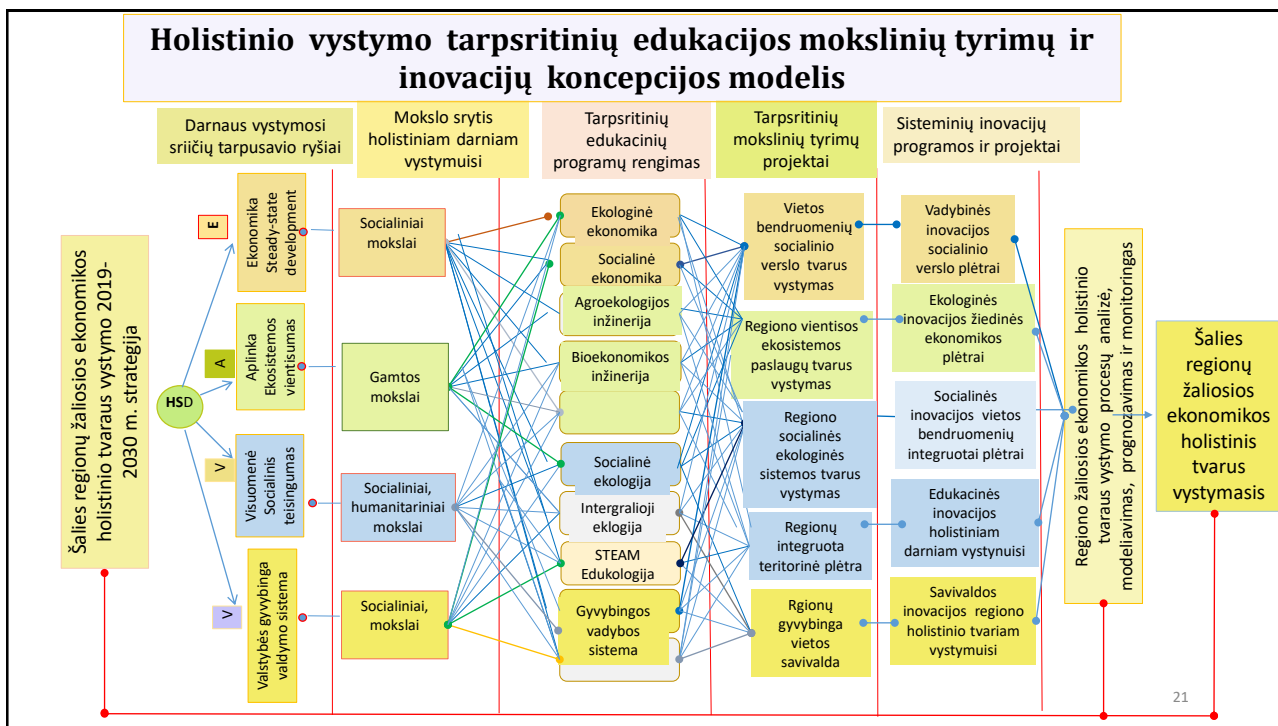 Holistinio vystymo tarpsritinių edukacijos mokslinių tyrimų ir
inovacijų koncepcijos modelis
Darnaus vystymosi
sriičių tarpusavio ryšiai
Mokslo srytis
holistiniam darniam
vystymuisi
Tarpsritinių
edukacinių
programų rengimas
Tarpsritinių
mokslinių tyrimų
projektai
Sisteminių inovacijų
programos ir projektai
Šalies regionų žaliosios ekonomikos
holistinio tvaraus vystymo 2019-
2030 m. strategija
HSD
E
A
V
V
Ekonomika
Steady-state
development
Aplinka
Ekosistemos
vientisumas
Visuomenė
Socialinis
teisingumas
Valstybės gyvybinga
valdymo sistema
Socialiniai
mokslai
Gamtos
mokslai
Socialiniai,
humanitariniai
mokslai
Socialiniai,
mokslai
Ekologinė
ekonomika
Socialinė
ekonomika
Agroekologijos
inžinerija
Bioekonomikos
inžinerija
Socialinė
ekologija
Intergralioji
eklogija
STEAM
Edukologija
Gyvybingos
vadybos
sistema
Vietos
bendruomenių
socialinio
verslo tvarus
vystymas
Regiono vientisos
ekosistemos
paslaugų tvarus
vystymas
Regiono
socialinės
ekologinės
sistemos tvarus
vystymas
Regionų
integruota
teritorinė plėtra
Rgionų
gyvybinga
vietos
savivalda
Vadybinės
inovacijos
socialinio
verslo plėtrai
Ekologinės
inovacijos žiedinės
ekonomikos
plėtrai
Socialinės
inovacijos vietos
bendruomenių
integruotai plėtrai
Edukacinės
inovacijos
holistiniam
darniam vystynuisi
Savivaldos
inovacijos regiono
holistinio tvariam
vystymuisi
Regiono žaliosios ekonomikos holistinio
tvaraus vystymo procesų analizė,
modeliavimas, prognozavimas ir monitoringas
Šalies
regionų
žaliosios
ekonomikos
holistinis
tvarus
vystymasis
21